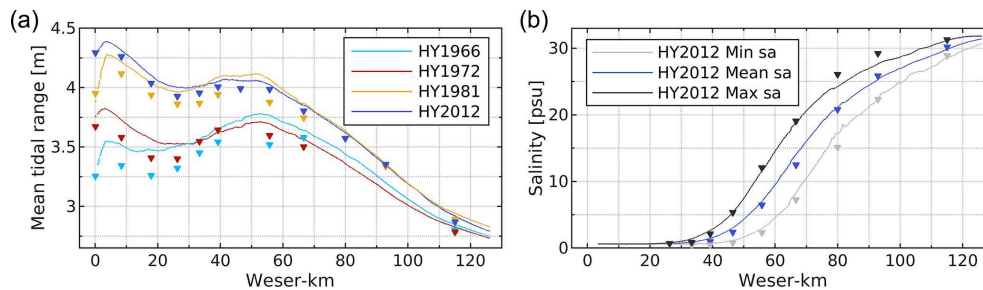 (a)
Mean tidal range [m]
4.5
4
3.5
3
HY1966
HY1972
HY1981
HY2012
0 20 40 60 80 100 120
Weser-km
(b)
Salinity [psu]
30
20
10
0
HY2012 Min sa
HY2012 Mean sa
HY2012 Max sa
0 20 40 60 80 100 120
Weser-km